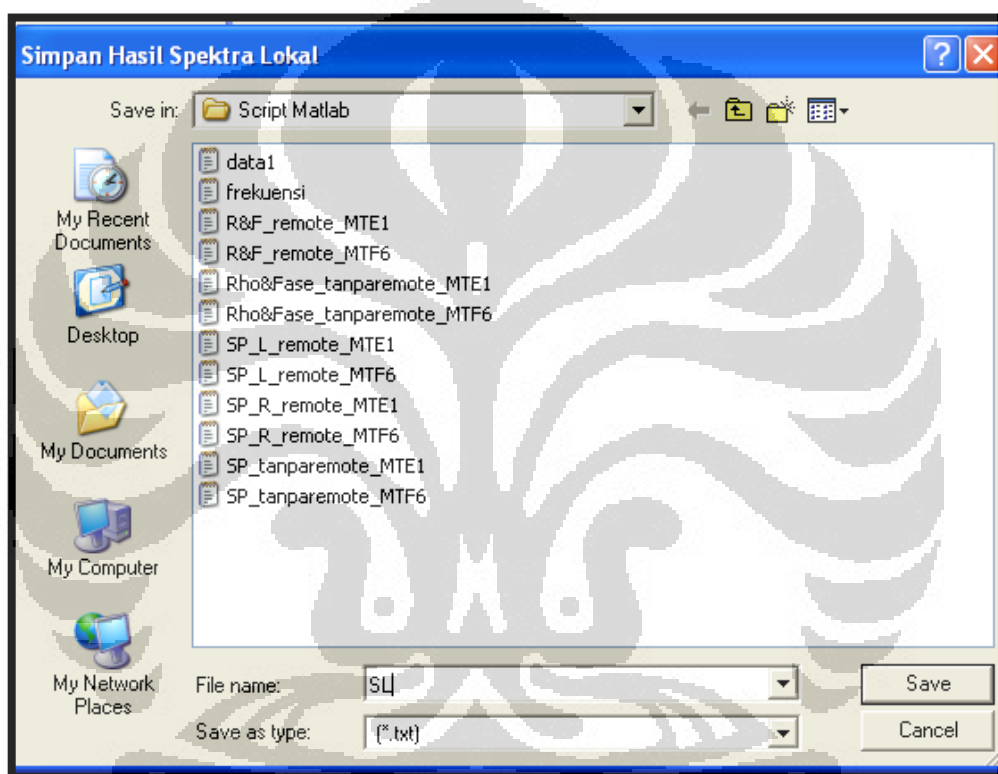 Simpan Hasil Spektra Lokal
Save in:
Script Matlab
My Recent
Documents
Desktop
My Documents
My Computer
My Network
Places
data1
frekuensi
R&F_remote_MTE1
R&F_remote_MTF6
Rho&Fase_tanparemote_MTE1
Rho&Fase_tanparemote_MTF6
SP_L_remote_MTE1
SP_L_remote_MTF6
SP_R_remote_MTE1
SP_R_remote_MTF6
SP_tanparemote_MTE1
SP_tanparemote_MTF6
File name:
SL
Save
Save as type:
(*.txt)
Cancel